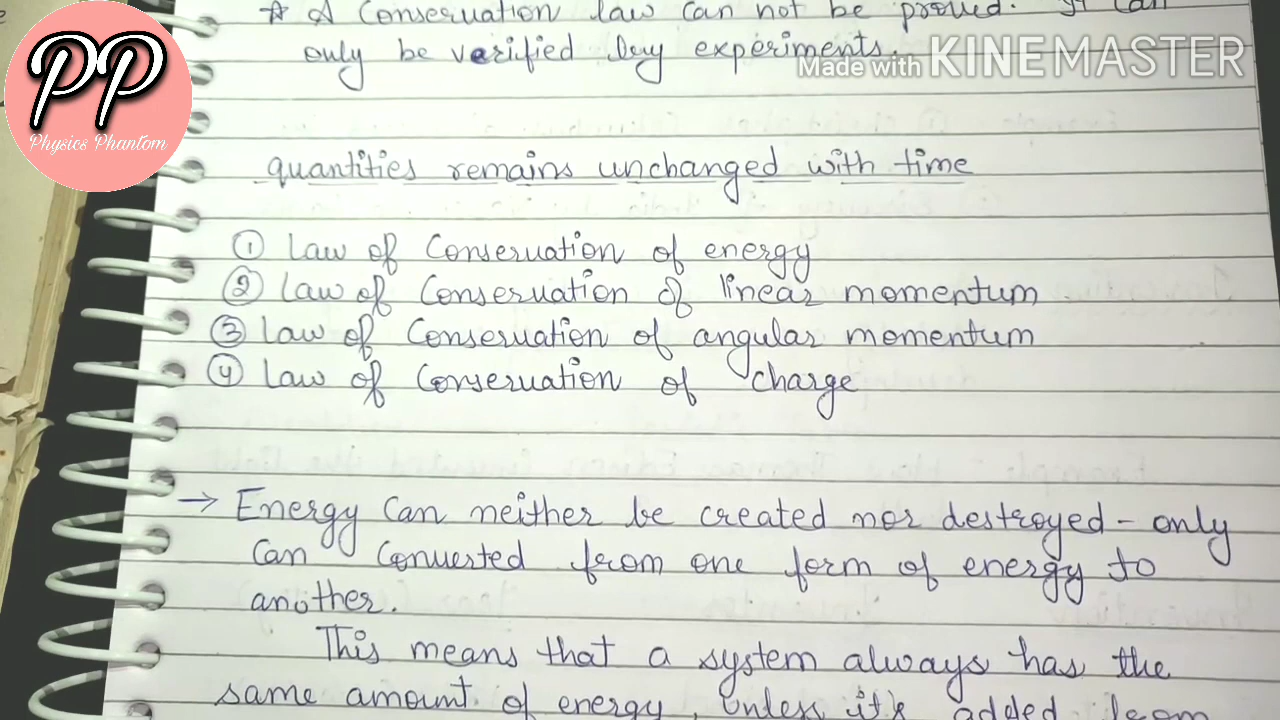 ☆ A Conservation law can not be proved. It can
only be verified by experiments.
Made with KINEMASTER
PP
Physics Phantom
quantities remains unchanged with time
① Law of Conservation of energy
② Law of Conservation of linear momentum
③ Law of Conservation of angular momentum
④ Law of Conservation of charge
→ Energy Can neither be created nor destroyed - only
Can Converted from one form of energy to
another.
This means that a system always has the
same amount of energy, unless it's added from